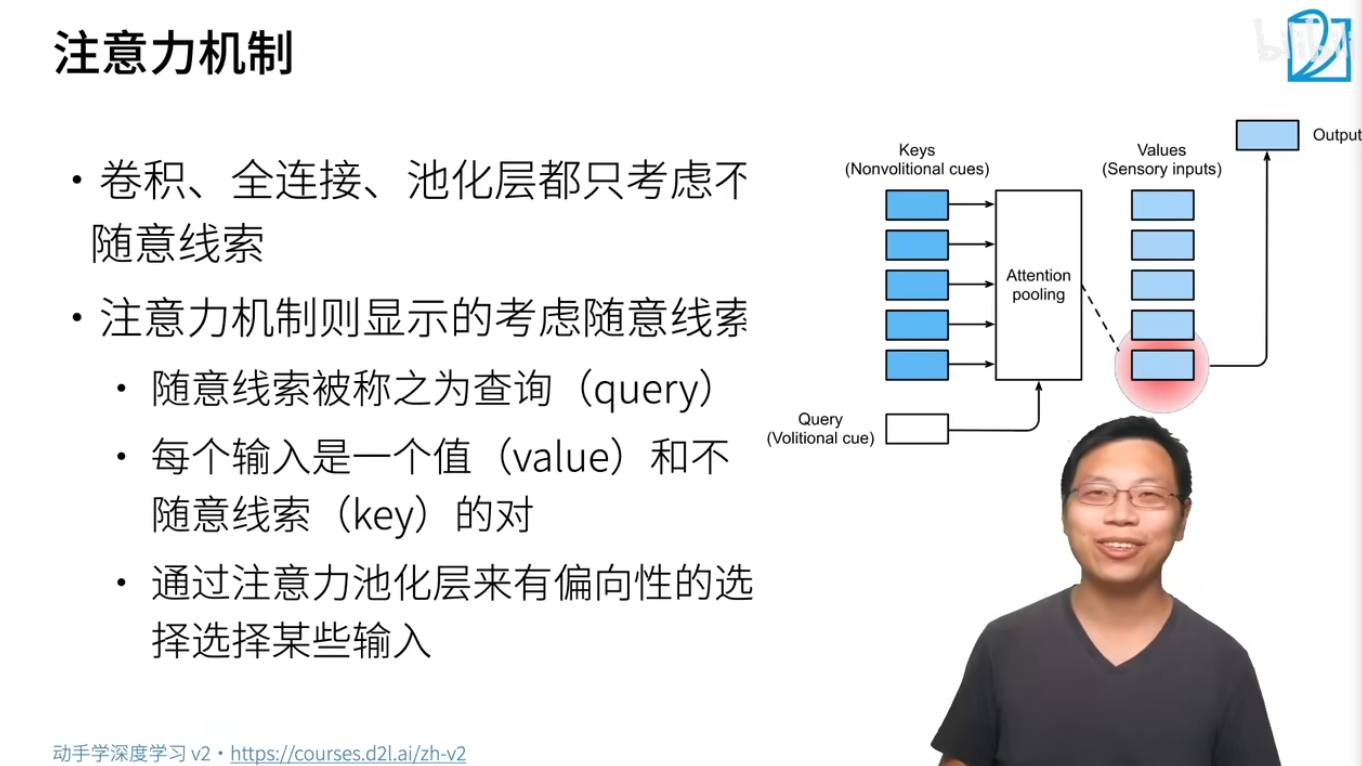 注意力机制
bilibili
• 卷积、全连接、池化层都只考虑不
随意线索
• 注意力机制则显示的考虑随意线索
• 随意线索被称之为查询（query）
• 每个输入是一个值（value）和不
随意线索（key）的对
• 通过注意力池化层来有偏向性的选
择选择某些输入
Output
Keys
(Nonvolitional cues)
Values
(Sensory inputs)
Attention
pooling
Query
(Volitional cue)
动手学深度学习 v2 • https://courses.d2l.ai/zh-v2